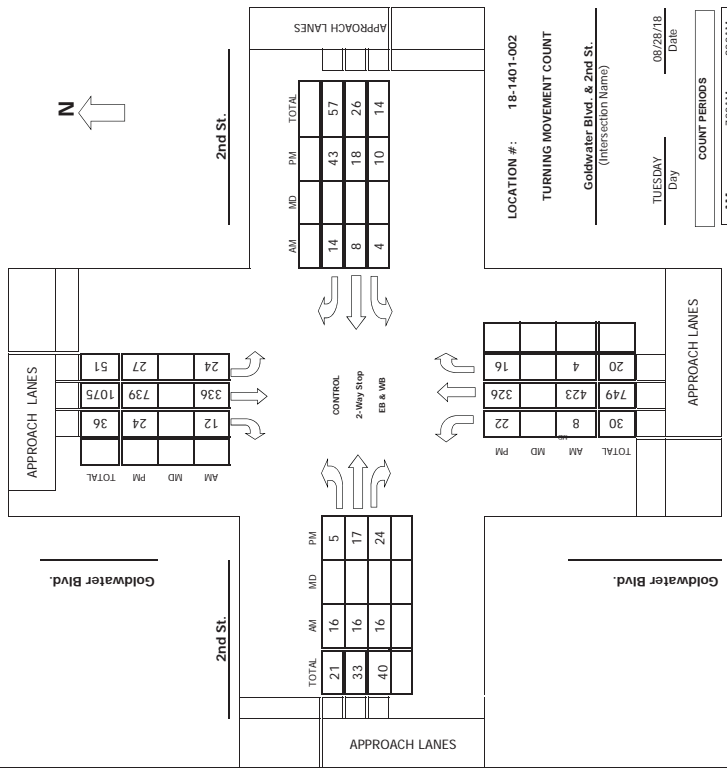 N
2nd St.
APPROACH LANES
AM MD PM TOTAL
14 43 57
8 18 26
4 10 14
LOCATION #: 18-1401-002
TURNING MOVEMENT COUNT
Goldwater Blvd. & 2nd St.
(Intersection Name)
TUESDAY 08/28/18
Day Date
COUNT PERIODS
APPROACH LANES
51 27 24
1075 739 336
36 24 12
TOTAL PM MD AM
CONTROL
2-Way Stop
EB & WB
16 4 20
326 423 749
22 8 30
PM MD AM TOTAL
APPROACH LANES
Goldwater Blvd.
Goldwater Blvd.
2nd St.
TOTAL AM MD PM
21 16 5
33 16 17
40 16 24
APPROACH LANES